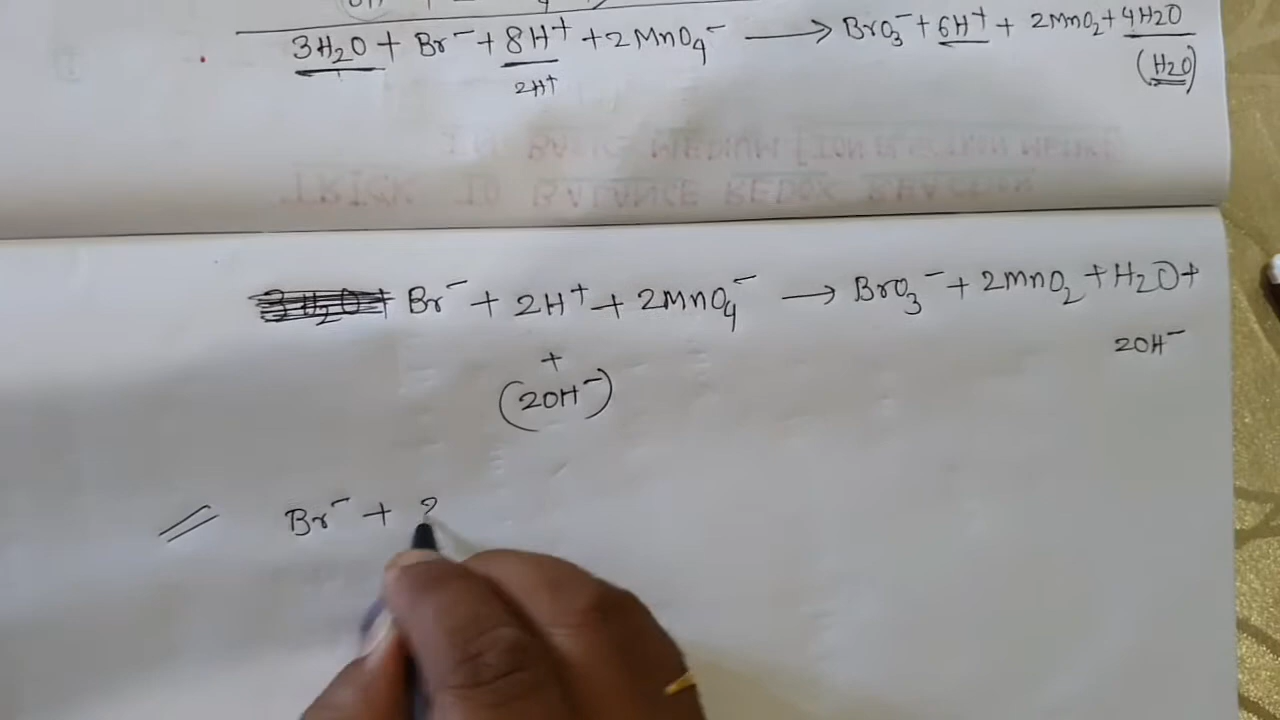 3H2O + Br⁻ + 8H⁺ + 2MnO4⁻ → BrO3⁻ + 6H⁺ + 2MnO2 + 4H2O
2H⁺ (H2O)
Br⁻ + 2H⁺ + 2MnO4⁻ → BrO3⁻ + 2MnO2 + H2O +
+ 2OH⁻
(2OH⁻)
Br⁻ + 2